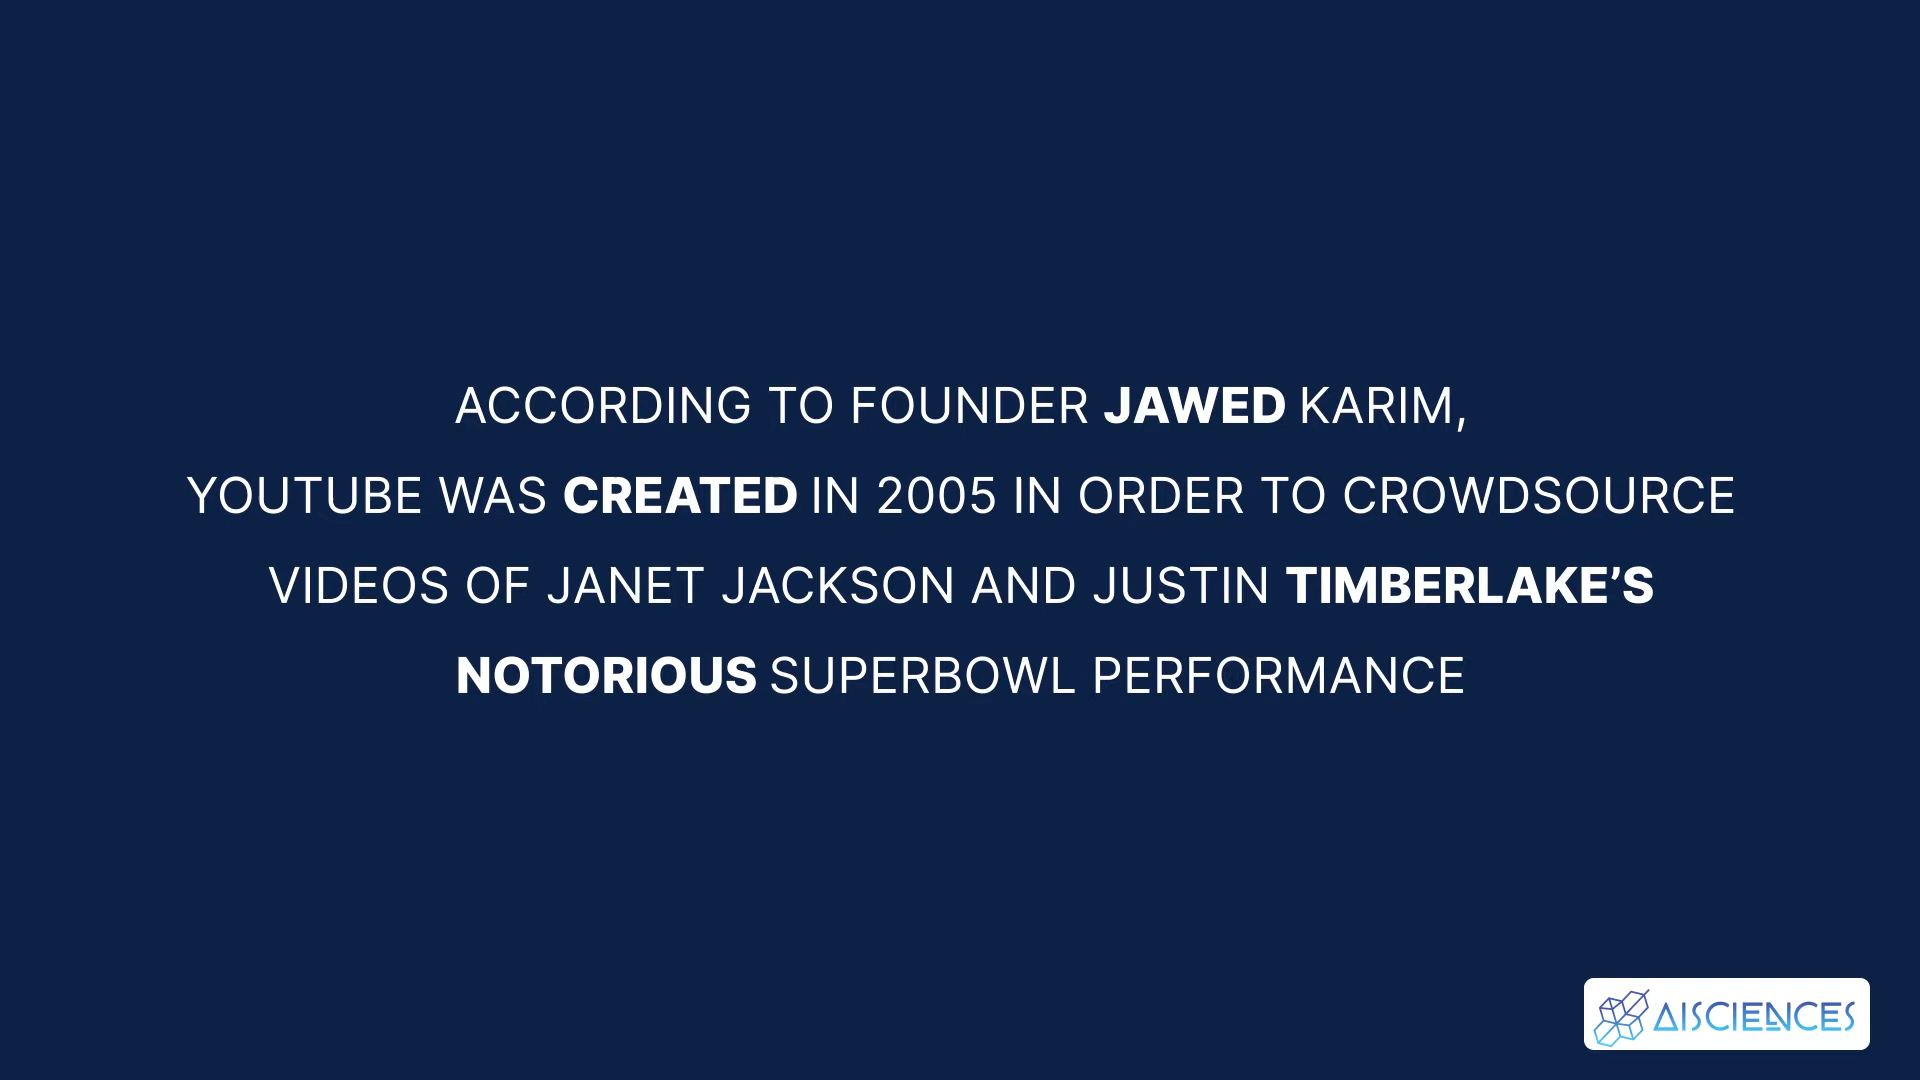 ACCORDING TO FOUNDER JAWED KARIM,
YOUTUBE WAS CREATED IN 2005 IN ORDER TO CROWDSOURCE
VIDEOS OF JANET JACKSON AND JUSTIN TIMBERLAKE’S
NOTORIOUS SUPERBOWL PERFORMANCE
AISCIENCES